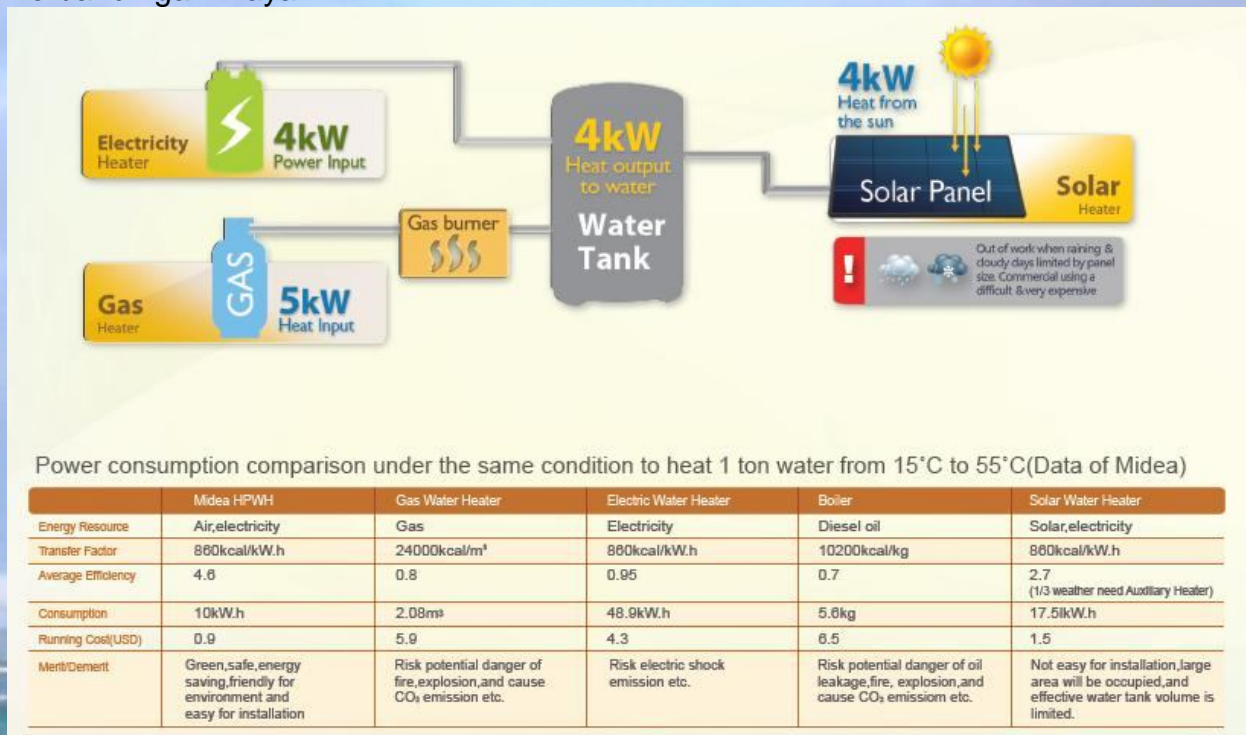 Electricity
Heater
4kW
Power Input
Gas
Heater
GAS
5kW
Heat Input
Gas burner
4kW
Heat output
to water
Water
Tank
4kW
Heat from
the sun
Solar Panel
Solar
Heater
!
Out of work when raining &
cloudy days limited by panel
size. Commercial using a
difficult & very expensive
Power consumption comparison under the same condition to heat 1 ton water from 15°C to 55°C(Data of Midea)
Midea HPWH Gas Water Heater Electric Water Heater Boiler Solar Water Heater
Energy Resource Air,electricity Gas Electricity Diesel oil Solar,electricity
Transfer Factor 860kcal/kW.h 24000kcal/m³ 860kcal/kW.h 10200kcal/kg 860kcal/kW.h
Average Efficiency 4.6 0.8 0.95 0.7 2.7
(1/3 weather need Auxiliary Heater)
Consumption 10kW.h 2.08m³ 48.9kW.h 5.6kg 17.5lkW.h
Running Cost(USD) 0.9 5.9 4.3 6.5 1.5
Merit/Demerit Green,safe,energy Risk potential danger of Risk electric shock Risk potential danger of oil Not easy for installation,large
saving,friendly for fire,explosion,and cause emission etc. leakage,fire, explosion,and area will be occupied,and
environment and CO₂ emission etc. cause CO₂ emissiom etc. effective water tank volume is
easy for installation limited.